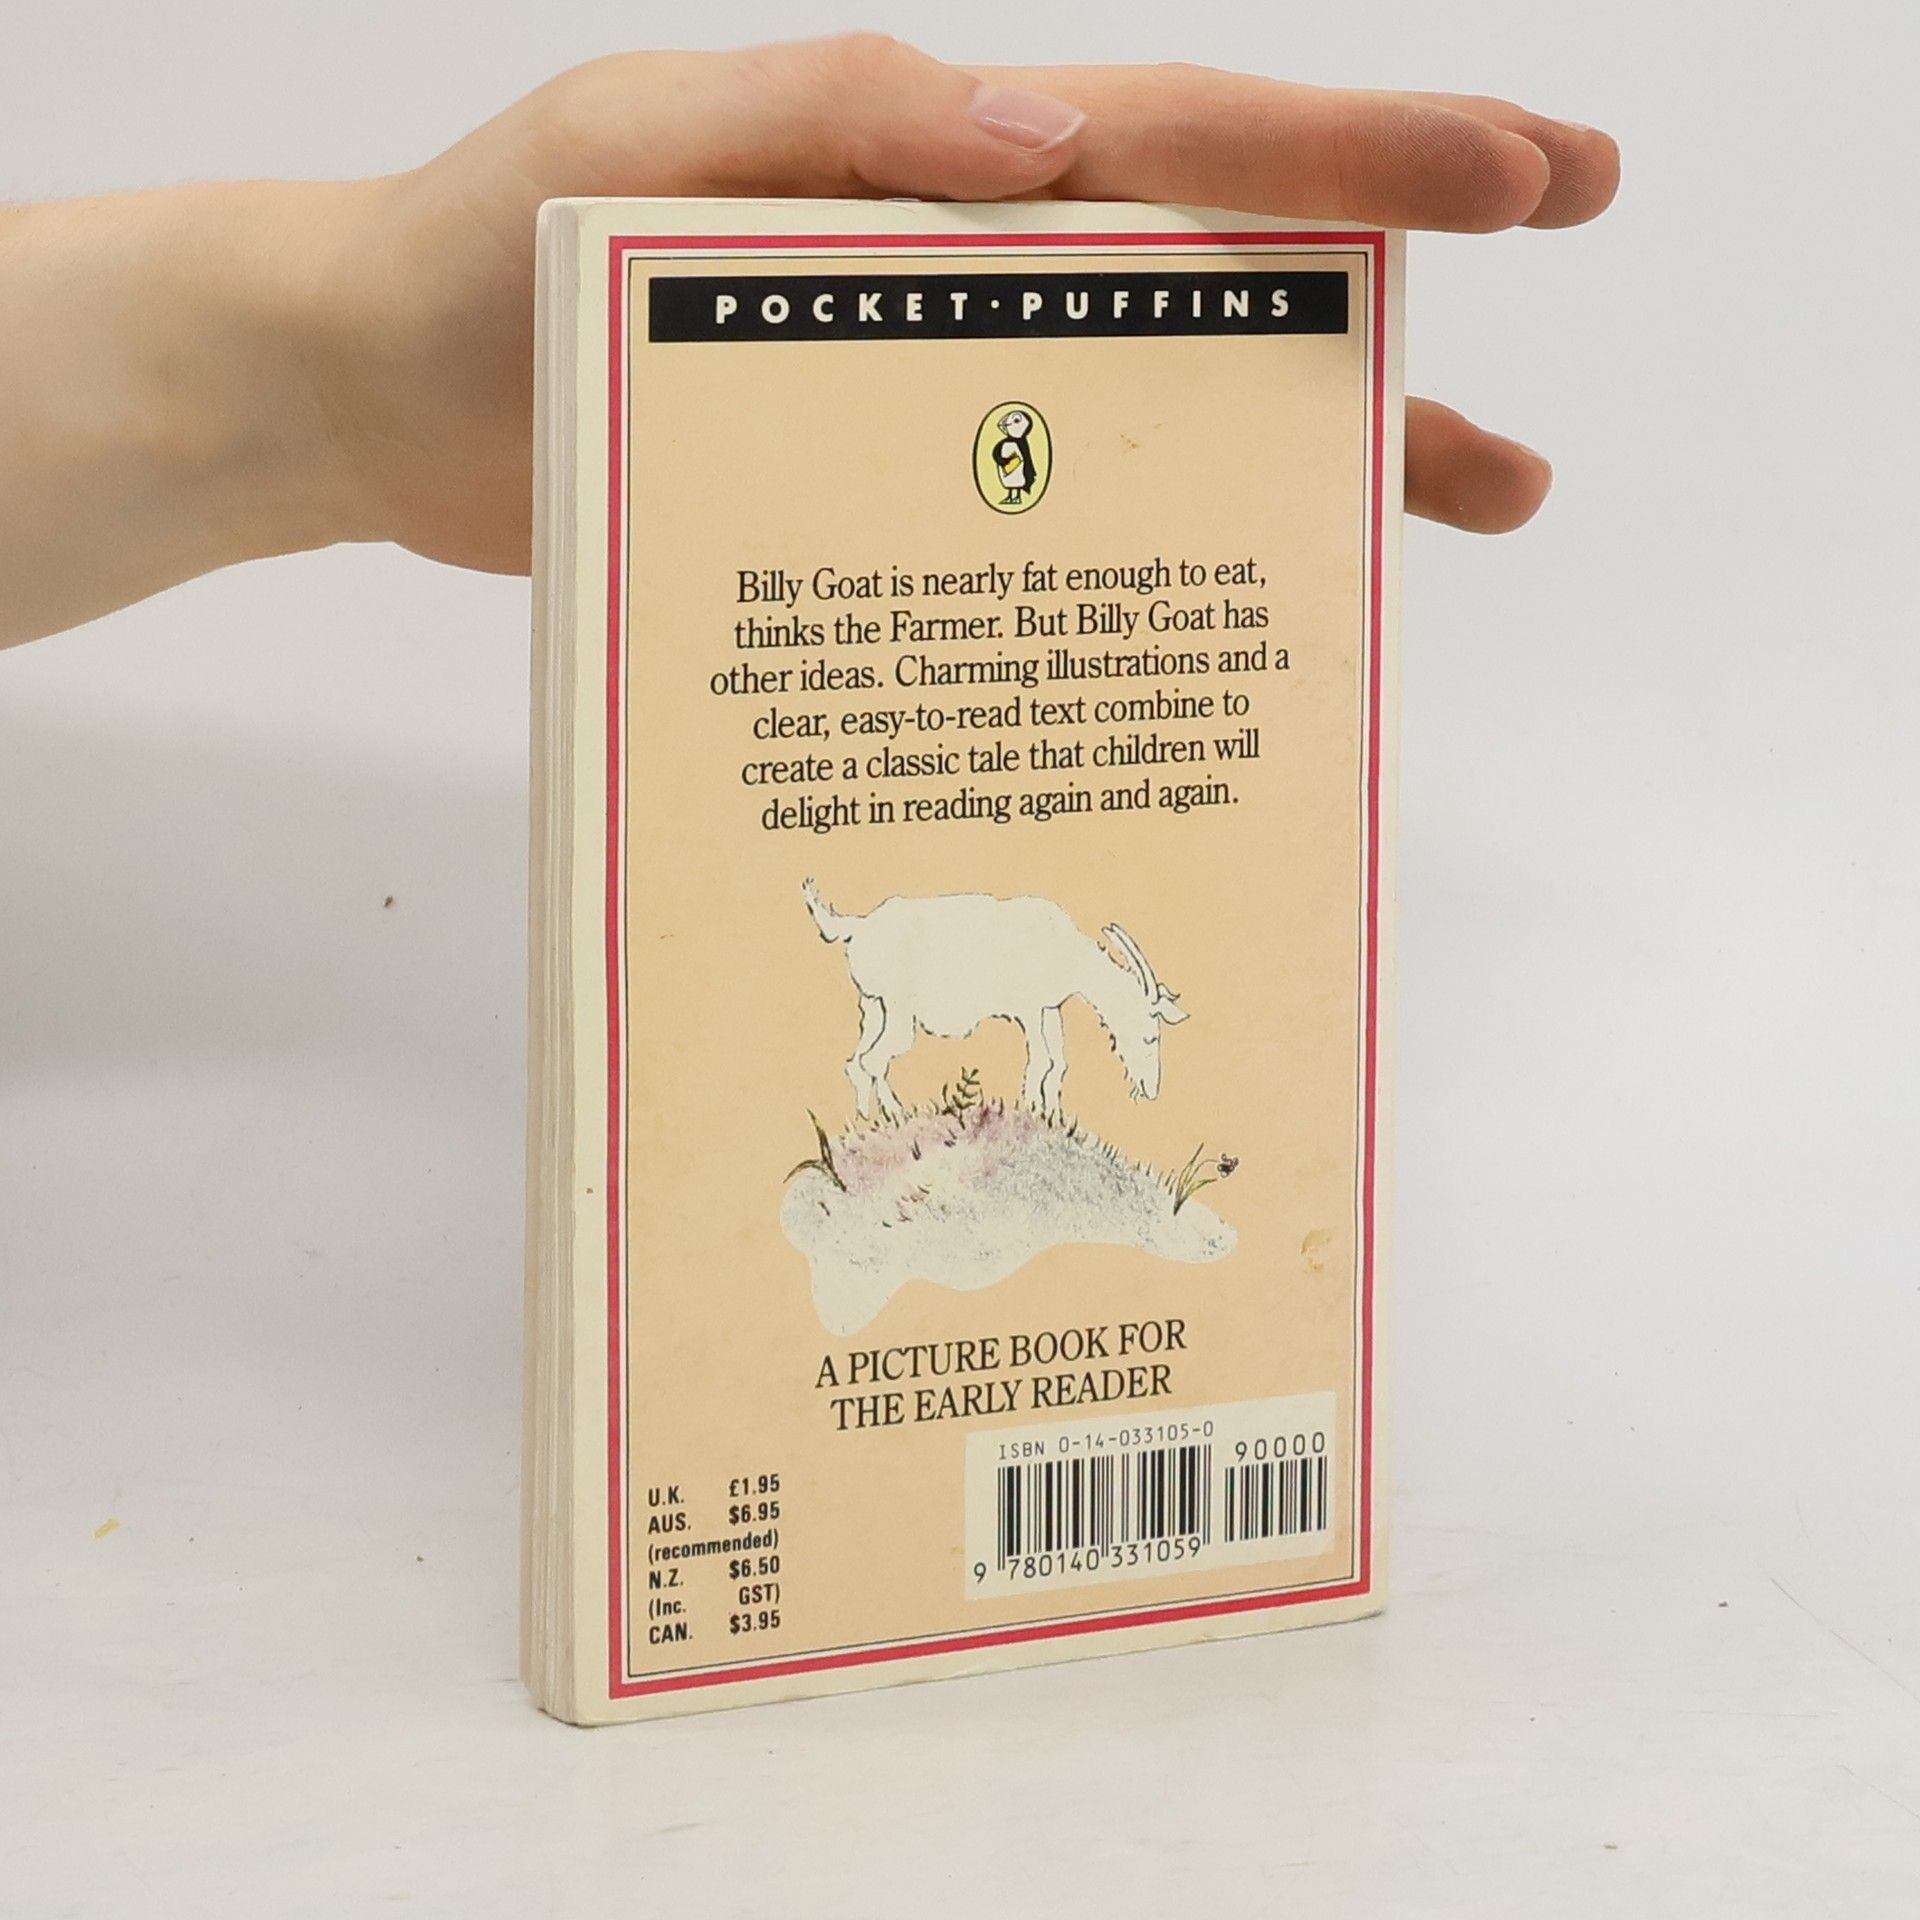 POCKET·PUFFINS
Billy Goat is nearly fat enough to eat,
thinks the Farmer. But Billy Goat has
other ideas. Charming illustrations and a
clear, easy-to-read text combine to
create a classic tale that children will
delight in reading again and again.
A PICTURE BOOK FOR
THE EARLY READER
U.K. £1.95
AUS. $6.95
(recommended)
N.Z. $6.50
(Inc. GST)
CAN. $3.95
ISBN 0-14-033105-0
90000
9 780140 331059